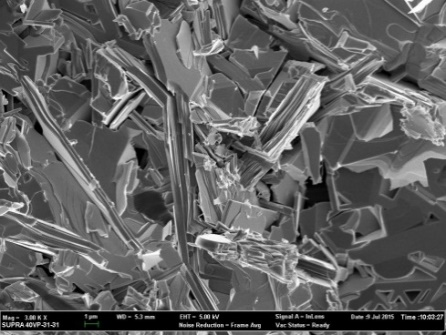 Mag = 3.00 K X 1 µm WD = 5.3 mm EHT = 5.00 kV Signal A = InLens Date :9 Jul 2015 Time :10:03:27
SUPRA 40VP-31-31 Noise Reduction = Frame Avg Vac Status = Ready